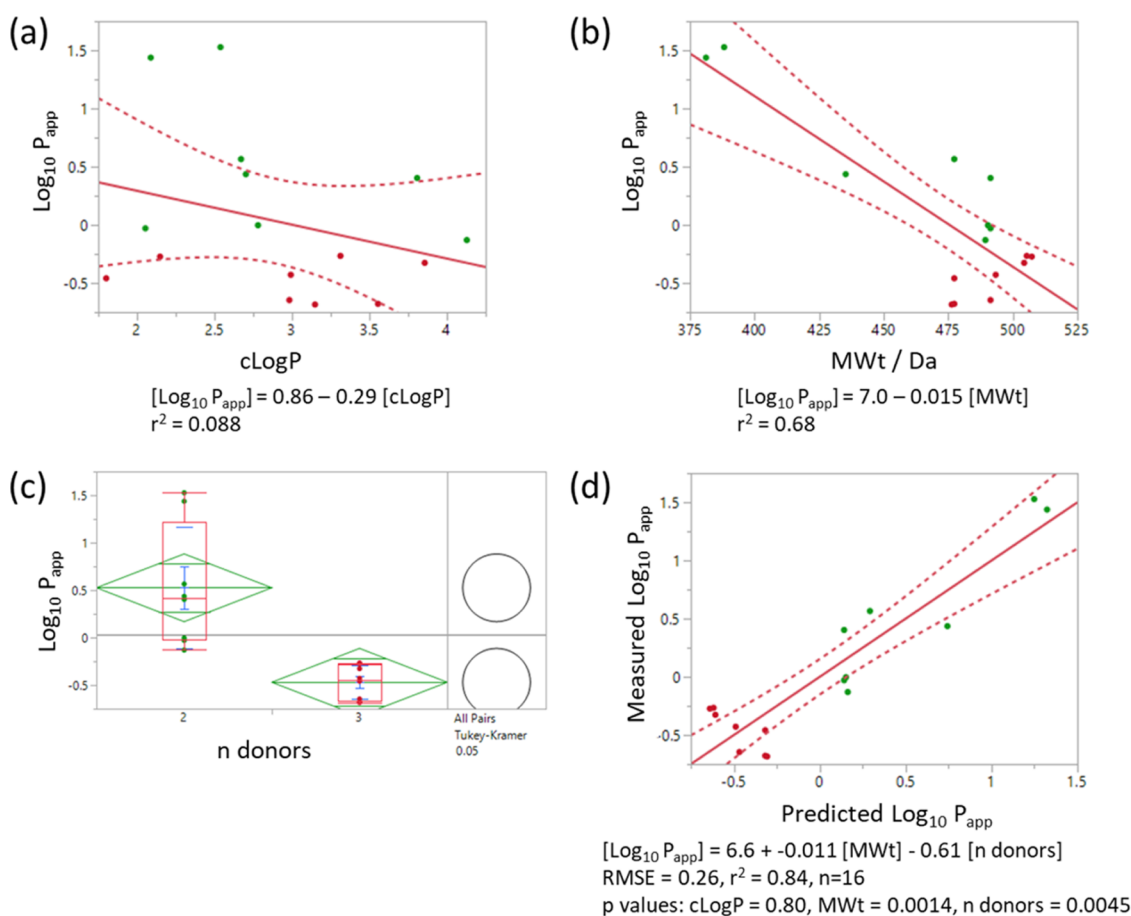 (a)
Log₁₀ Pₐₚₚ
1.5
1
0.5
0
-0.5
2
2.5
3
3.5
4
cLogP
[Log₁₀ Pₐₚₚ] = 0.86 – 0.29 [cLogP]
r² = 0.088
(b)
Log₁₀ Pₐₚₚ
1.5
1
0.5
0
-0.5
375
400
425
450
475
500
525
MWt / Da
[Log₁₀ Pₐₚₚ] = 7.0 – 0.015 [MWt]
r² = 0.68
(c)
Log₁₀ Pₐₚₚ
1.5
1.0
0.5
0
-0.5
2
3
n donors
All Pairs
Tukey-Kramer
0.05
(d)
Measured Log₁₀ Pₐₚₚ
1.5
1
0.5
0
-0.5
-0.5
0
0.5
1
1.5
Predicted Log₁₀ Pₐₚₚ
[Log₁₀ Pₐₚₚ] = 6.6 + -0.011 [MWt] - 0.61 [n donors]
RMSE = 0.26, r² = 0.84, n=16
p values: cLogP = 0.80, MWt = 0.0014, n donors = 0.0045